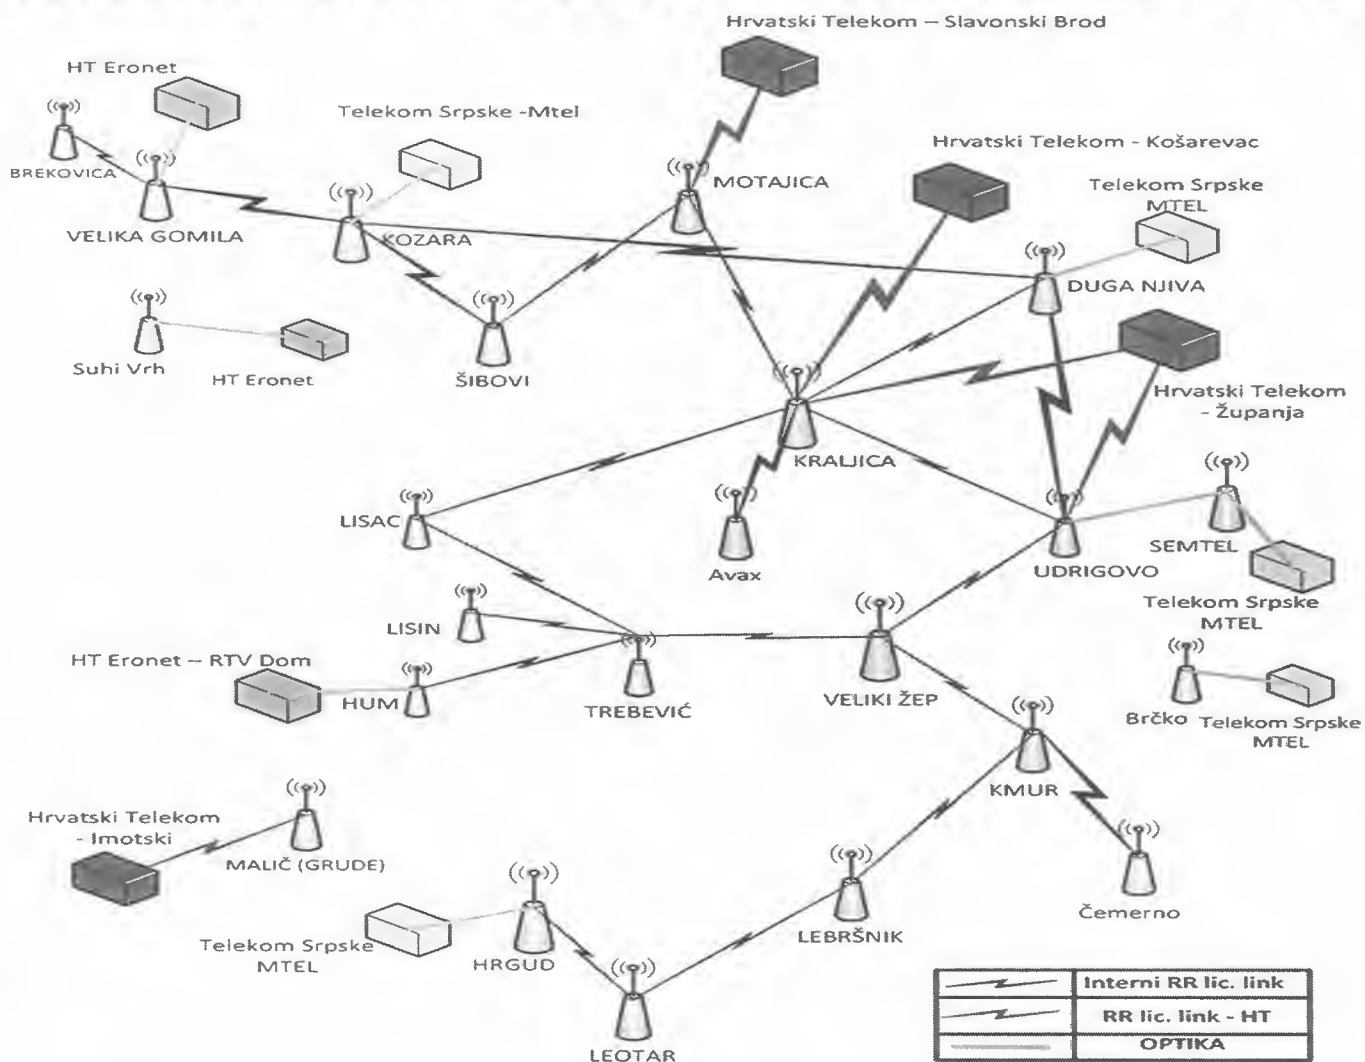 Hrvatski Telekom – Slavonski Brod
HT Eronet
Telekom Srpske -Mtel
Hrvatski Telekom - Košarevac
BREKOVICA
MOTAJICA
Telekom Srpske
MTEL
VELIKA GOMILA
KOZARA
DUGA NJIVA
Suhi Vrh
HT Eronet
ŠIBOVI
Hrvatski Telekom
- Županja
KRALJICA
LISAC
Avax
UDRIGOVO
SEMTEL
Telekom Srpske
MTEL
LISIN
HT Eronet – RTV Dom
HUM
TREBEVIĆ
VELIKI ŽEP
Brčko
Telekom Srpske
MTEL
KMUR
Hrvatski Telekom
- Imotski
MALIČ (GRUDE)
Čemerno
LEBRŠNIK
Telekom Srpske
MTEL
HRGUD
LEOTAR
Interni RR lic. link
RR lic. link - HT
OPTIKA